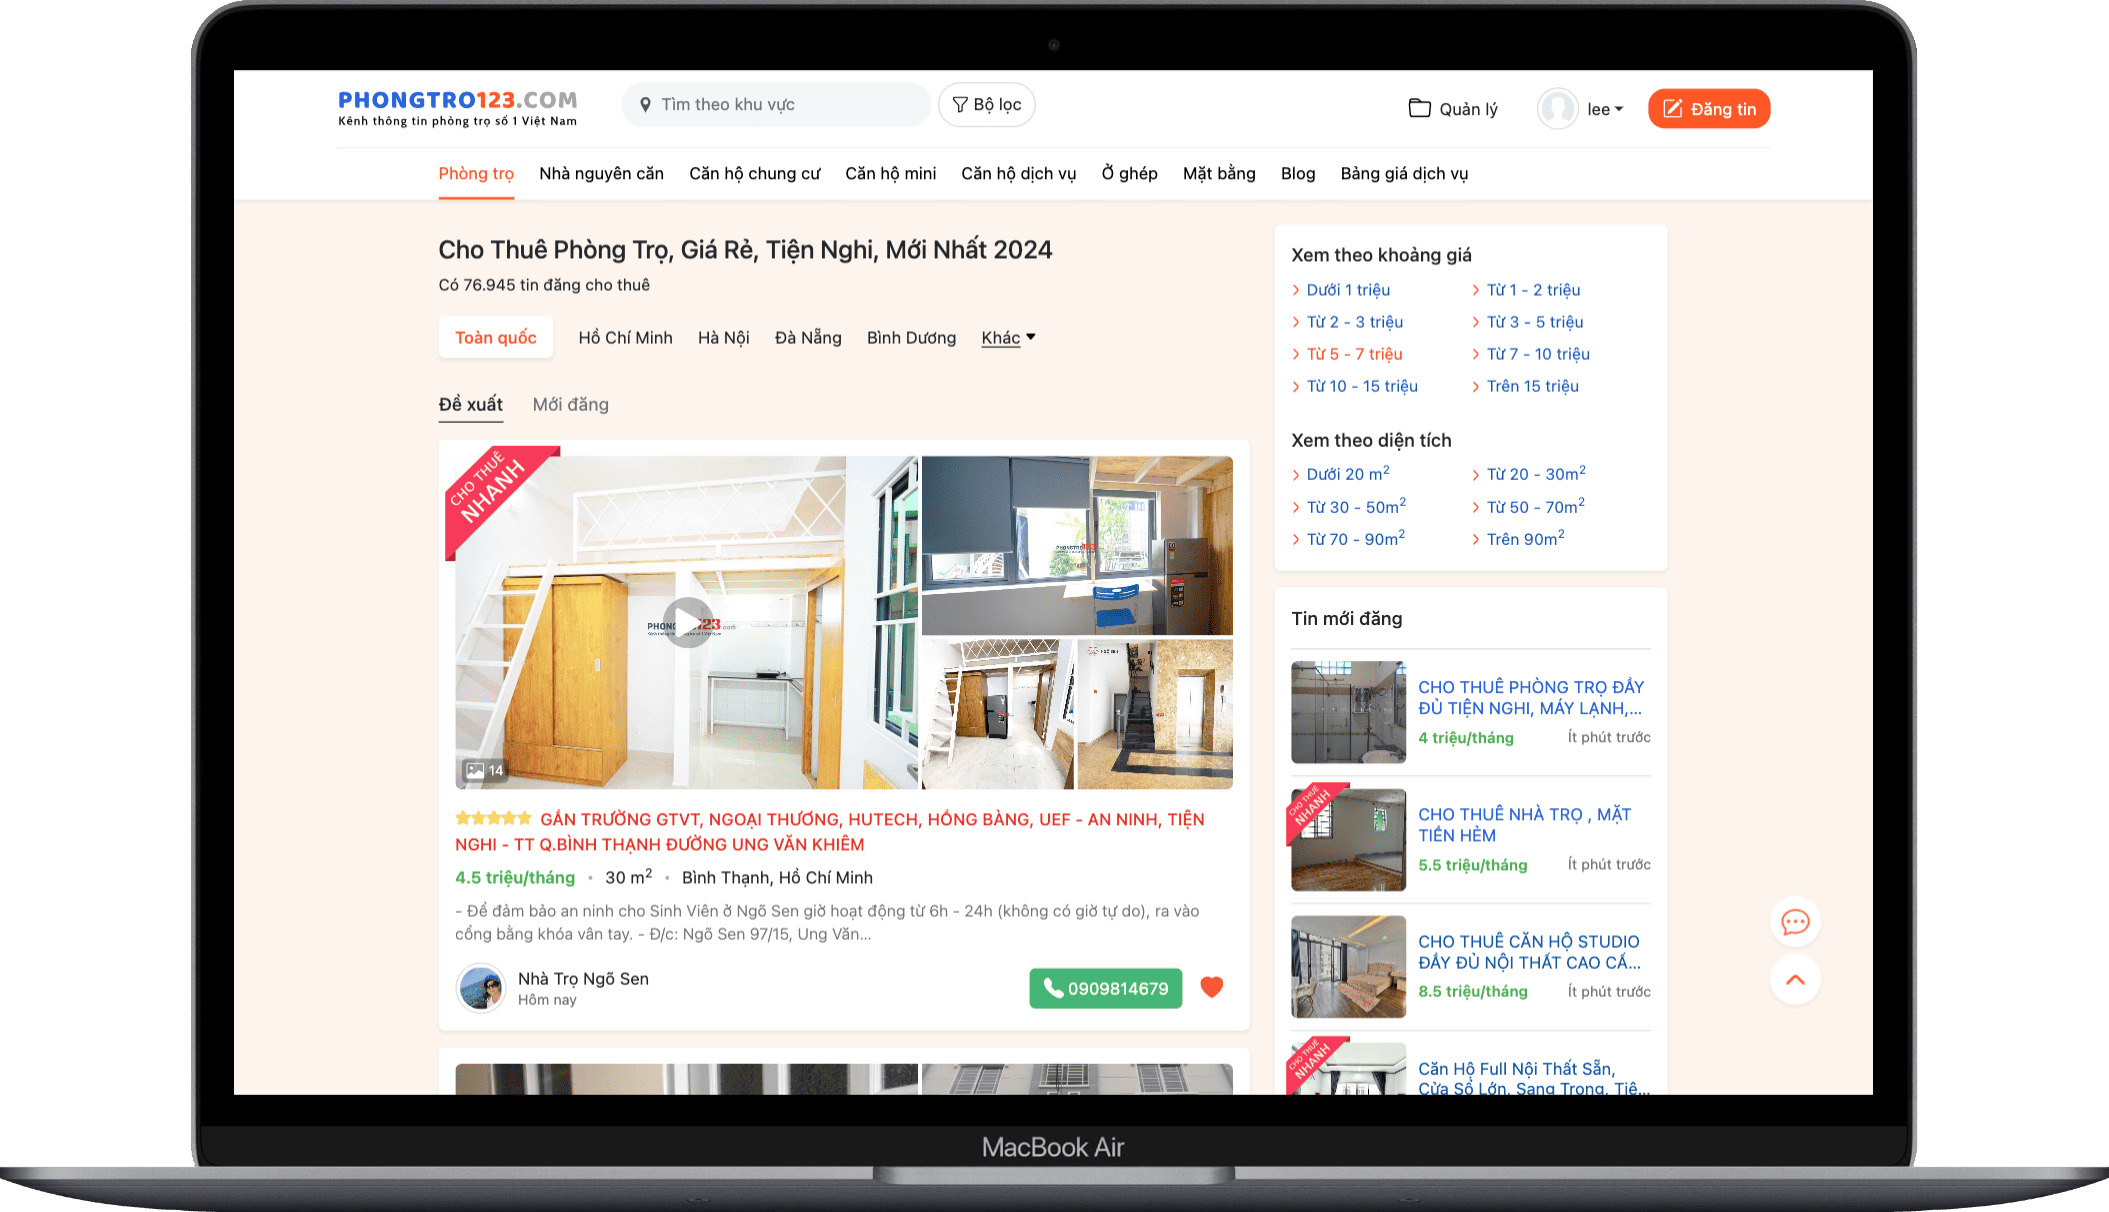 PHONGTRO123.COM
Kênh thông tin phòng trọ số 1 Việt Nam
Tìm theo khu vực
Bộ lọc
Quản lý
lee
Đăng tin
Phòng trọ
Nhà nguyên căn
Căn hộ chung cư
Căn hộ mini
Căn hộ dịch vụ
Ở ghép
Mặt bằng
Blog
Bảng giá dịch vụ
Cho Thuê Phòng Trọ, Giá Rẻ, Tiện Nghi, Mới Nhất 2024
Có 76.945 tin đăng cho thuê
Toàn quốc
Hồ Chí Minh
Hà Nội
Đà Nẵng
Bình Dương
Khác
Đề xuất
Mới đăng
CHO THUÊ
NHANH
PHONGTRO123
14
GẦN TRƯỜNG GTVT, NGOẠI THƯƠNG, HUTECH, HỒNG BÀNG, UEF - AN NINH, TIỆN
NGHI - TT Q.BÌNH THẠNH ĐƯỜNG UNG VĂN KHIÊM
4.5 triệu/tháng • 30 m² • Bình Thạnh, Hồ Chí Minh
- Để đảm bảo an ninh cho Sinh Viên ở Ngõ Sen giờ hoạt động từ 6h - 24h (không có giờ tự do), ra vào
cổng bằng khóa vân tay. - Đ/c: Ngõ Sen 97/15, Ung Văn...
Nhà Trọ Ngõ Sen
Hôm nay
0909814679
Xem theo khoảng giá
Dưới 1 triệu
Từ 1 - 2 triệu
Từ 2 - 3 triệu
Từ 3 - 5 triệu
Từ 5 - 7 triệu
Từ 7 - 10 triệu
Từ 10 - 15 triệu
Trên 15 triệu
Xem theo diện tích
Dưới 20 m²
Từ 20 - 30m²
Từ 30 - 50m²
Từ 50 - 70m²
Từ 70 - 90m²
Trên 90m²
Tin mới đăng
CHO THUÊ PHÒNG TRỌ ĐẦY
ĐỦ TIỆN NGHI, MÁY LẠNH,...
4 triệu/tháng
Ít phút trước
CHO THUÊ
NHANH
CHO THUÊ NHÀ TRỌ , MẶT
TIỀN HẺM
5.5 triệu/tháng
Ít phút trước
CHO THUÊ CĂN HỘ STUDIO
ĐẦY ĐỦ NỘI THẤT CAO CẤ...
8.5 triệu/tháng
Ít phút trước
CHO THUÊ
NHANH
Căn Hộ Full Nội Thất Sẵn,
Cửa Sổ Lớn, Sang Trọng, Tiệ...
MacBook Air